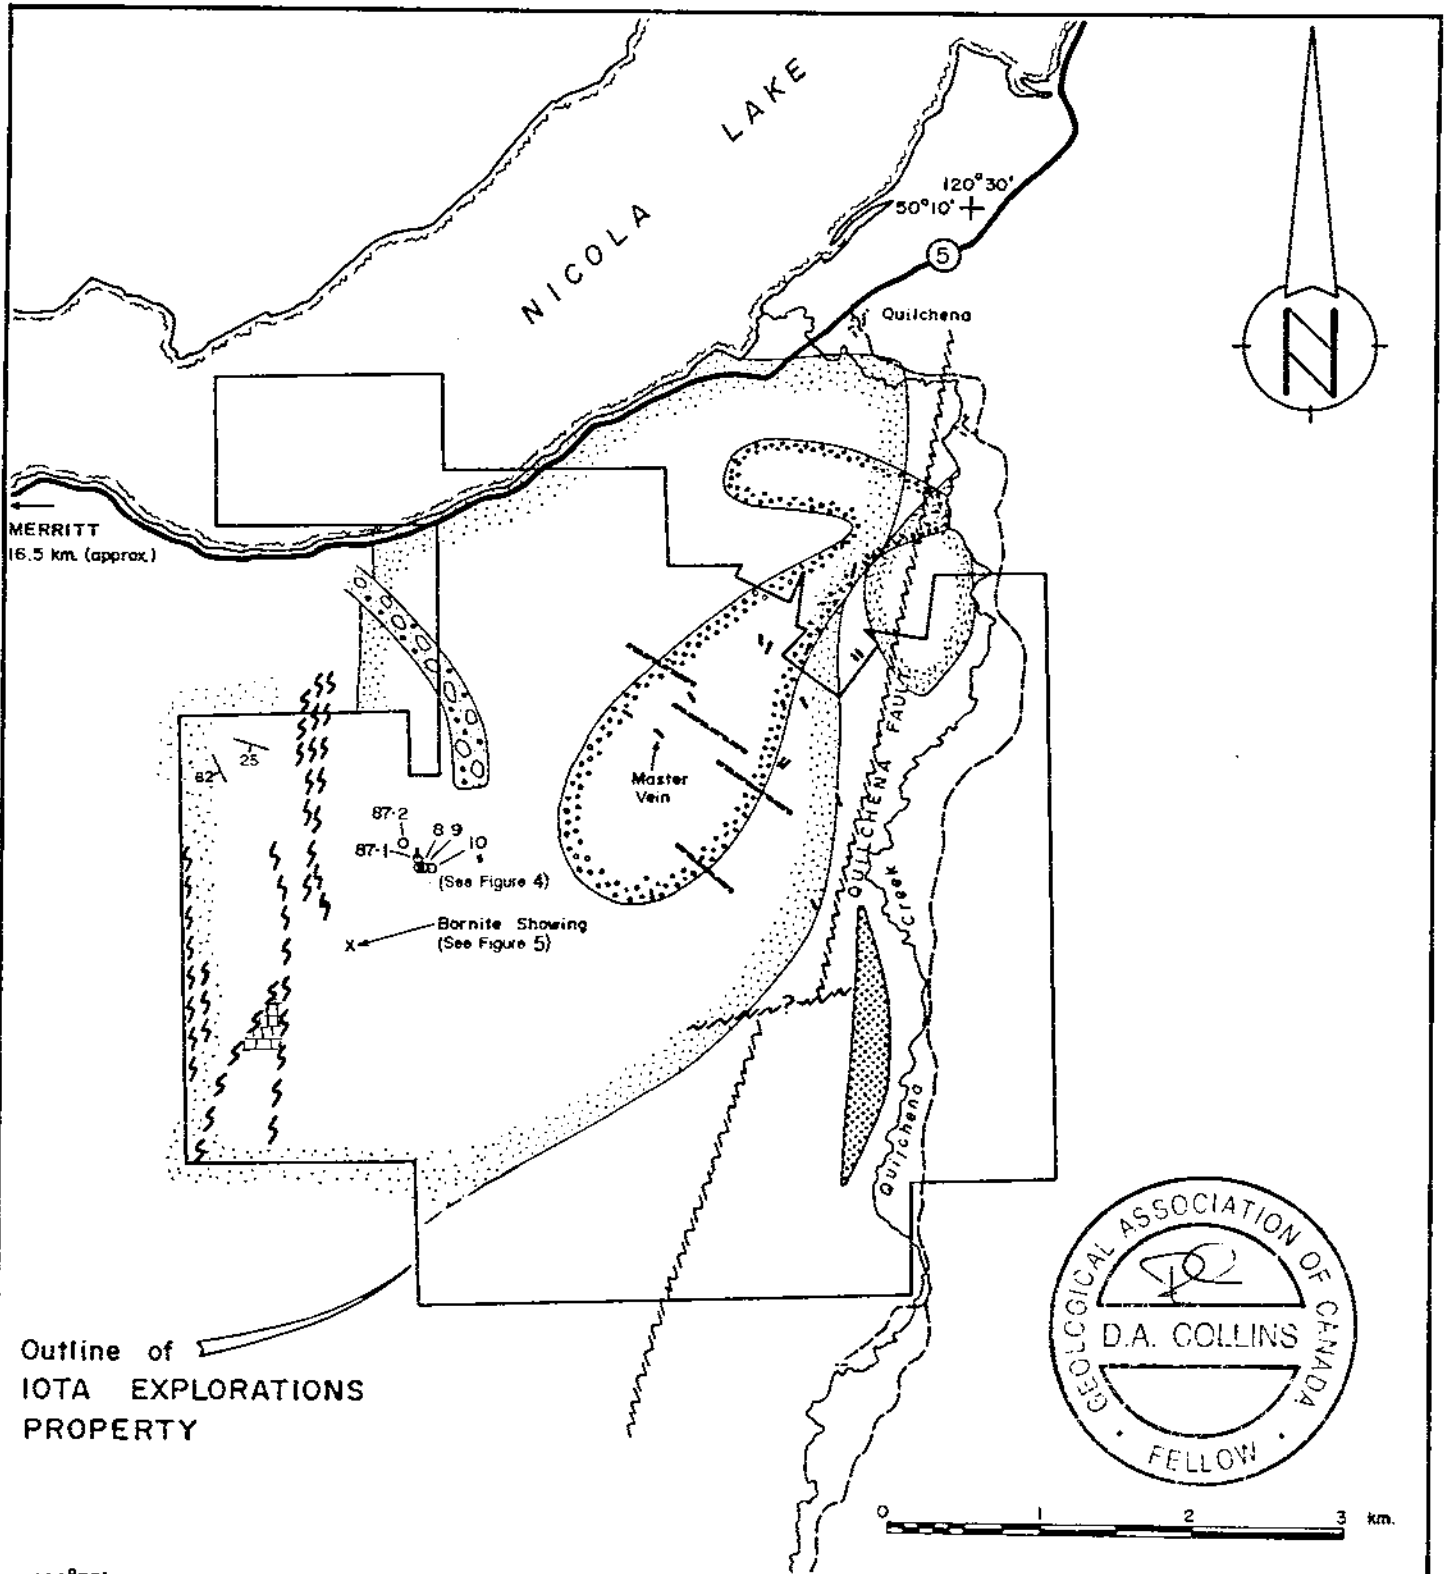 NICOLA LAKE
120°30'
50°10'
5
Quilchena
N
MERRITT
16.5 km. (approx.)
82
25
Master
Vein
QUILCHENA FAULT
87-2
8 9
10
87-1
(See Figure 4)
Bornite Showing
(See Figure 5)
?
Quilchena Creek
Outline of
IOTA EXPLORATIONS
PROPERTY
GEOLOGICAL ASSOCIATION OF CANADA
D.A. COLLINS
· FELLOW ·
0 1 2 3 km.